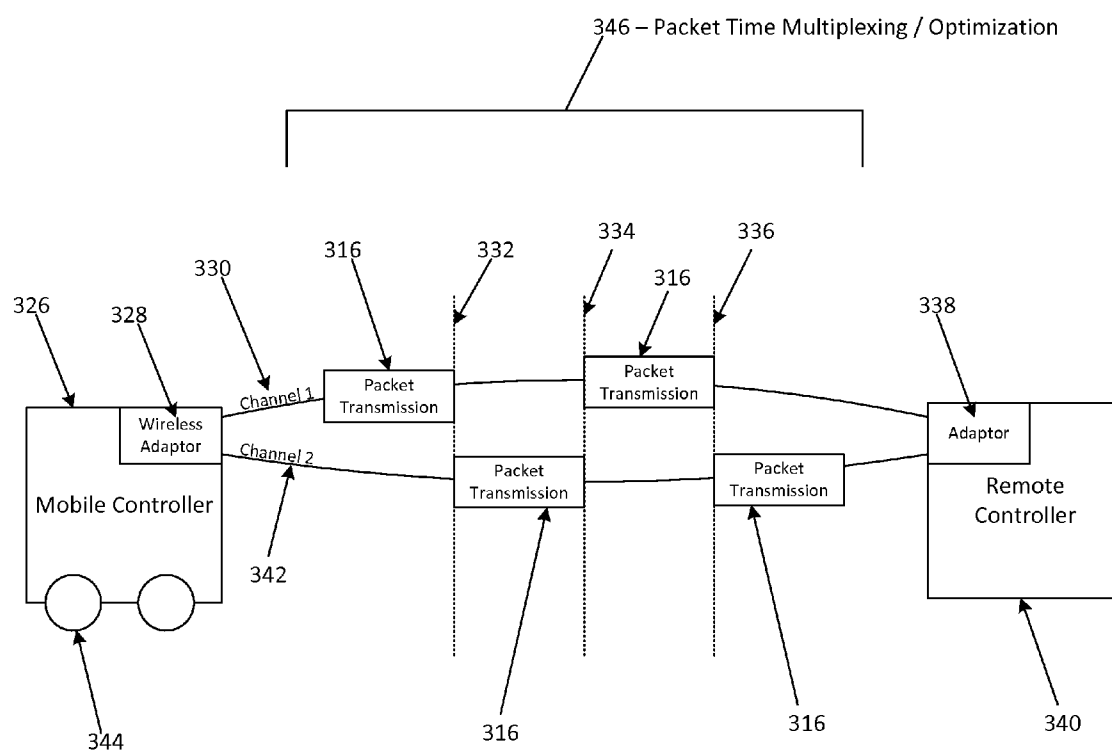 346 – Packet Time Multiplexing / Optimization
334
336
316
332
330
316
326
328
338
Packet
Transmission
Packet
Transmission
Channel 1
Wireless
Adaptor
Adaptor
Channel 2
Packet
Transmission
Packet
Transmission
Mobile Controller
Remote
Controller
342
316
316
340
344